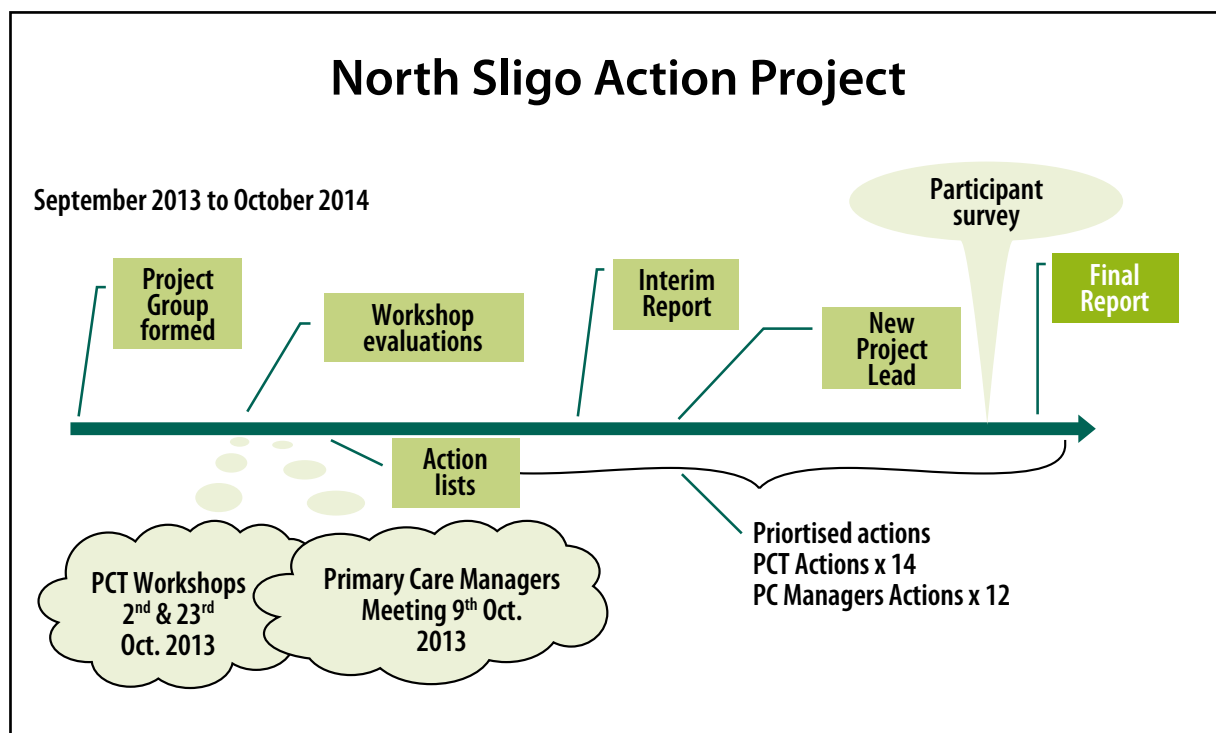 North Sligo Action Project
September 2013 to October 2014
Project
Group
formed
Workshop
evaluations
Interim
Report
New
Project
Lead
Participant
survey
Final
Report
Action
lists
PCT Workshops
2nd & 23rd
Oct. 2013
Primary Care Managers
Meeting 9th Oct.
2013
Priortised actions
PCT Actions x 14
PC Managers Actions x 12